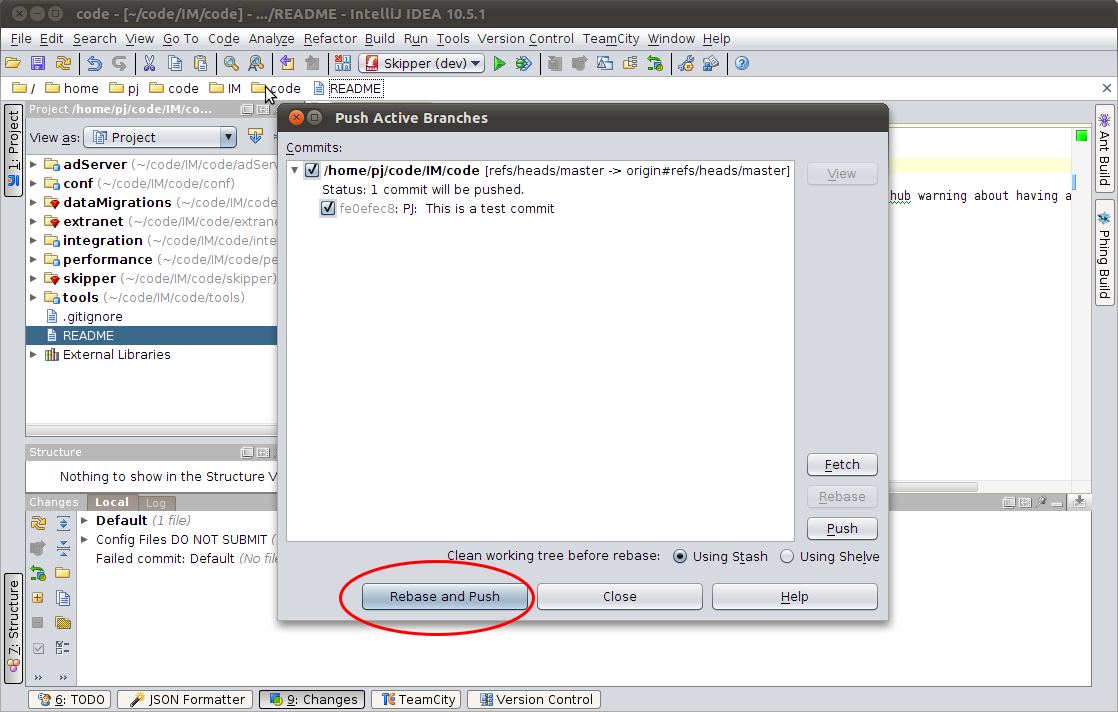 code - [~/code/IM/code] - .../README - IntelliJ IDEA 10.5.1
File Edit Search View Go To Code Analyze Refactor Build Run Tools Version Control TeamCity Window Help
Skipper (dev)
/ home pj code IM code README
1: Project
Project /home/pj/code/IM/co...
View as: Project
adServer (~/code/IM/code/adServ
conf (~/code/IM/code/conf)
dataMigrations (~/code/IM/code/
extranet (~/code/IM/code/extrane
integration (~/code/IM/code/inte
performance (~/code/IM/code/pe
skipper (~/code/IM/code/skipper)
tools (~/code/IM/code/tools)
.gitignore
README
External Libraries
Structure
Nothing to show in the Structure V
Push Active Branches
Commits:
/home/pj/code/IM/code [refs/heads/master -> origin#refs/heads/master]
Status: 1 commit will be pushed.
fe0efec8: PJ: This is a test commit
View
Fetch
Rebase
Push
Clean working tree before rebase: Using Stash Using Shelve
Rebase and Push Close Help
hub warning about having a
Ant Build
Phing Build
7: Structure
Changes Local Log
Default (1 file)
Config Files DO NOT SUBMIT (
Failed commit: Default (No file
6: TODO JSON Formatter 9: Changes TeamCity Version Control